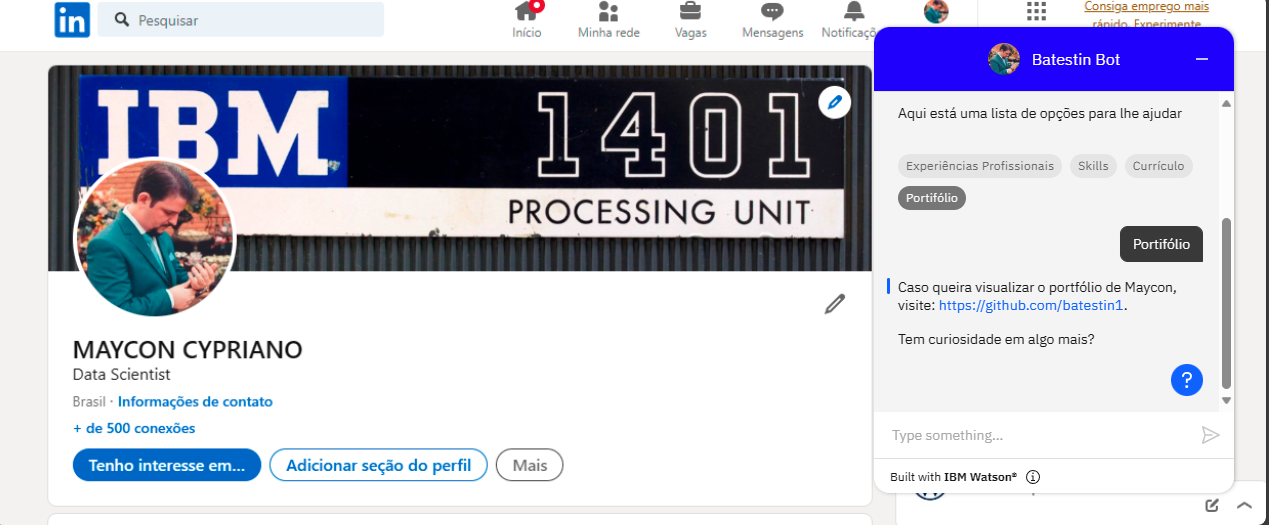 in
Pesquisar
Início
Minha rede
Vagas
Mensagens
Notificaçõ
Consiga emprego mais
rápido. Experimente
IBM
1401
PROCESSING UNIT
MAYCON CYPRIANO
Data Scientist
Brasil · Informações de contato
+ de 500 conexões
Tenho interesse em...
Adicionar seção do perfil
Mais
Batestin Bot
Aqui está uma lista de opções para lhe ajudar
Experiências Profissionais
Skills
Currículo
Portifólio
Portifólio
Caso queira visualizar o portfólio de Maycon,
visite: https://github.com/batestin1.
Tem curiosidade em algo mais?
?
Type something...
Built with IBM Watson®